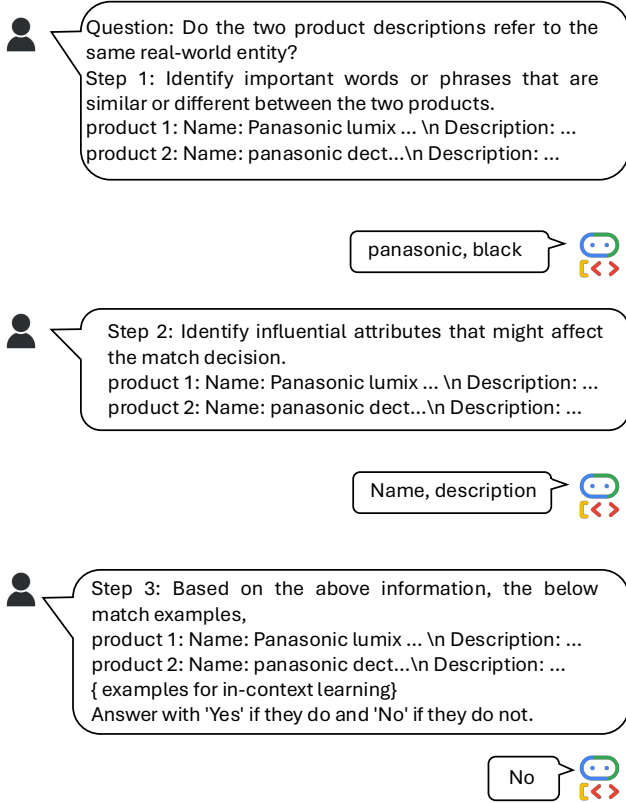 Question: Do the two product descriptions refer to the
same real-world entity?
Step 1: Identify important words or phrases that are
similar or different between the two products.
product 1: Name: Panasonic lumix ... \n Description: ...
product 2: Name: panasonic dect...\n Description: ...
panasonic, black
Step 2: Identify influential attributes that might affect
the match decision.
product 1: Name: Panasonic lumix ... \n Description: ...
product 2: Name: panasonic dect...\n Description: ...
Name, description
Step 3: Based on the above information, the below
match examples,
product 1: Name: Panasonic lumix ... \n Description: ...
product 2: Name: panasonic dect...\n Description: ...
{ examples for in-context learning}
Answer with 'Yes' if they do and 'No' if they do not.
No